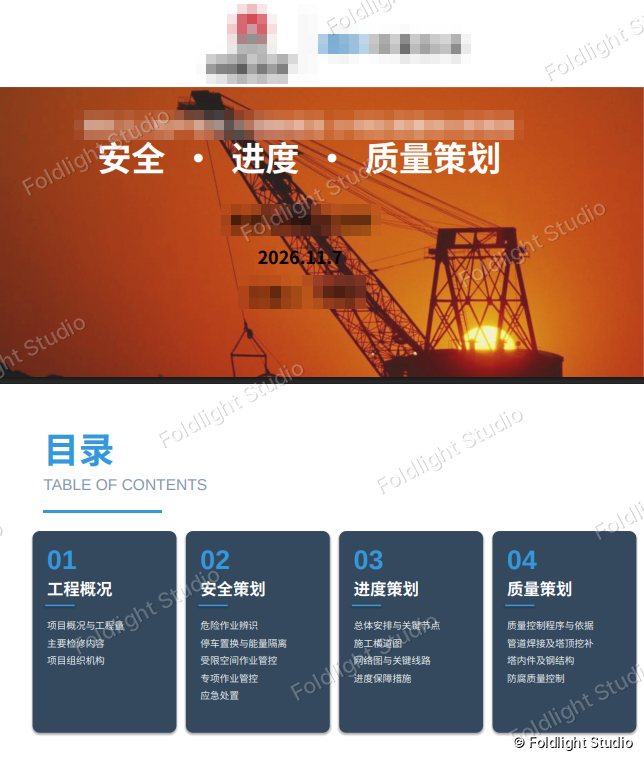 安全 • 进度 • 质量策划
2026.11.7
目录
TABLE OF CONTENTS
01
工程概况
项目概况与工程量
主要检修内容
项目组织机构
02
安全策划
危险作业辨识
停车置换与能量隔离
受限空间作业管控
专项作业管控
应急处置
03
进度策划
总体安排与关键节点
施工横道图
网络图与关键线路
进度保障措施
04
质量策划
质量控制程序与依据
管道焊接及塔顶挖补
塔内件及钢结构
防腐质量控制
Foldlight Studio
© Foldlight Studio